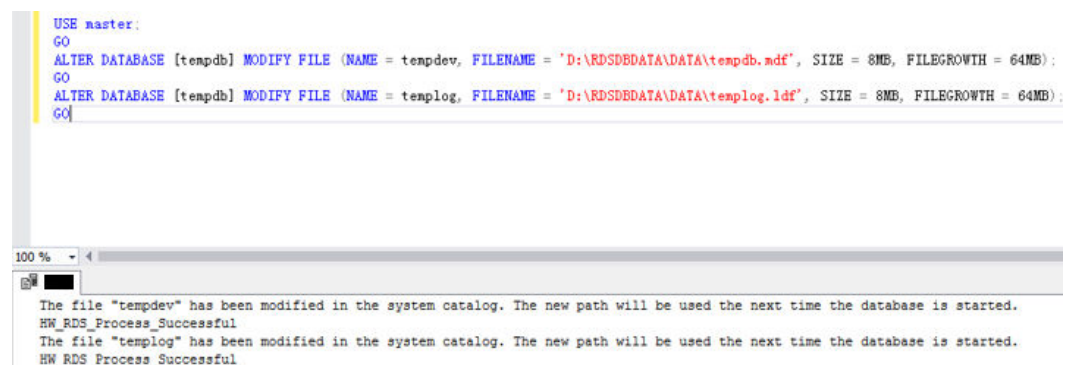 USE master;
GO
ALTER DATABASE [tempdb] MODIFY FILE (NAME = tempdev, FILENAME = 'D:\RDSDBDATA\DATA\tempdb.mdf', SIZE = 8MB, FILEGROWTH = 64MB);
GO
ALTER DATABASE [tempdb] MODIFY FILE (NAME = templog, FILENAME = 'D:\RDSDBDATA\DATA\templog.ldf', SIZE = 8MB, FILEGROWTH = 64MB);
GO
100 %
The file "tempdev" has been modified in the system catalog. The new path will be used the next time the database is started.
HW_RDS_Process_Successful
The file "templog" has been modified in the system catalog. The new path will be used the next time the database is started.
HW_RDS_Process_Successful